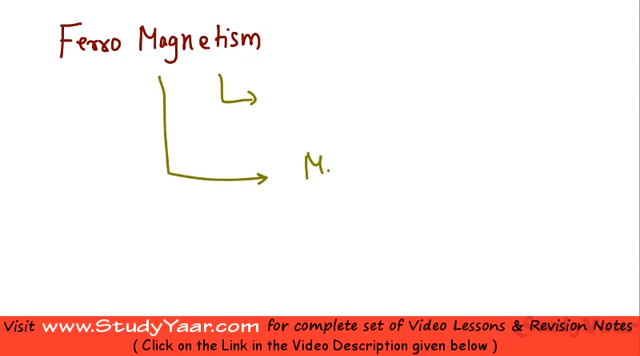 Ferro Magnetism
M.
Visit www.StudyYaar.com for complete set of Video Lessons & Revision Notes
( Click on the Link in the Video Description given below )